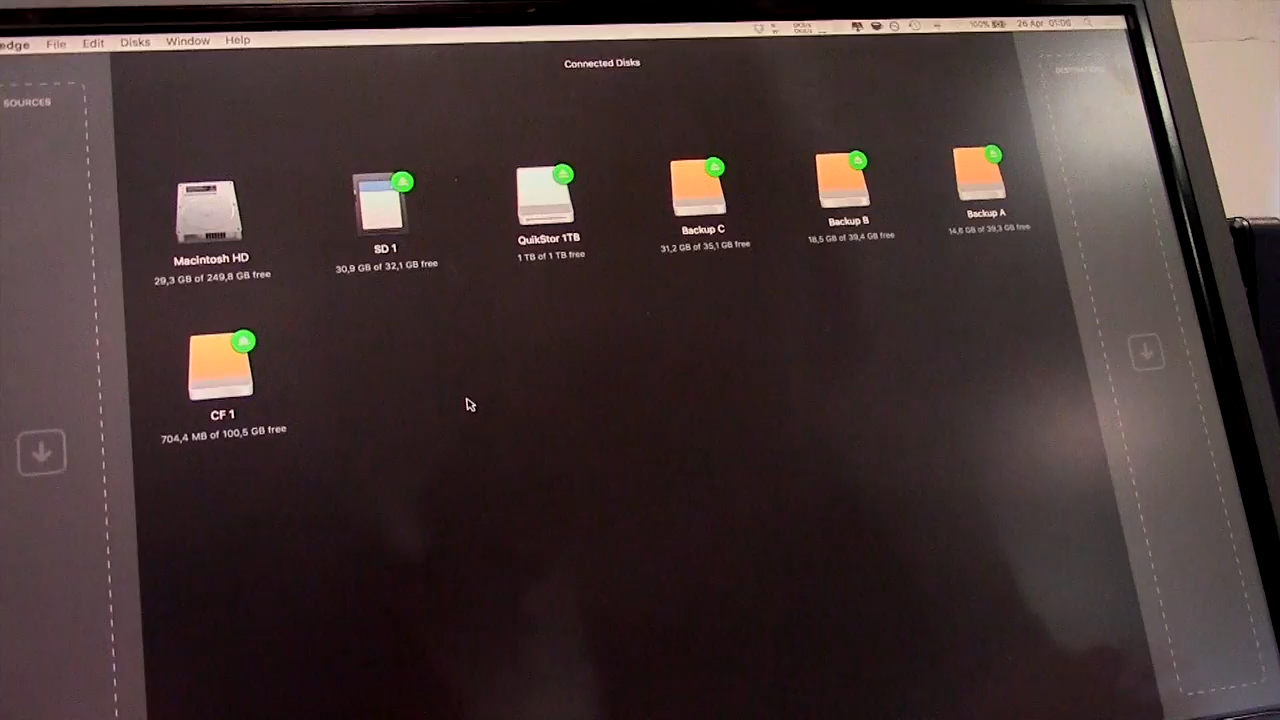 edge File Edit Disks Window Help
100% 26 Apr 01:06
Connected Disks
SOURCES
DESTINATIONS
Macintosh HD
29,3 GB of 249,8 GB free
SD 1
30,9 GB of 32,1 GB free
QuikStor 1TB
1 TB of 1 TB free
Backup C
31,2 GB of 35,1 GB free
Backup B
18,5 GB of 39,4 GB free
Backup A
14,6 GB of 39,3 GB free
CF 1
704,4 MB of 100,5 GB free